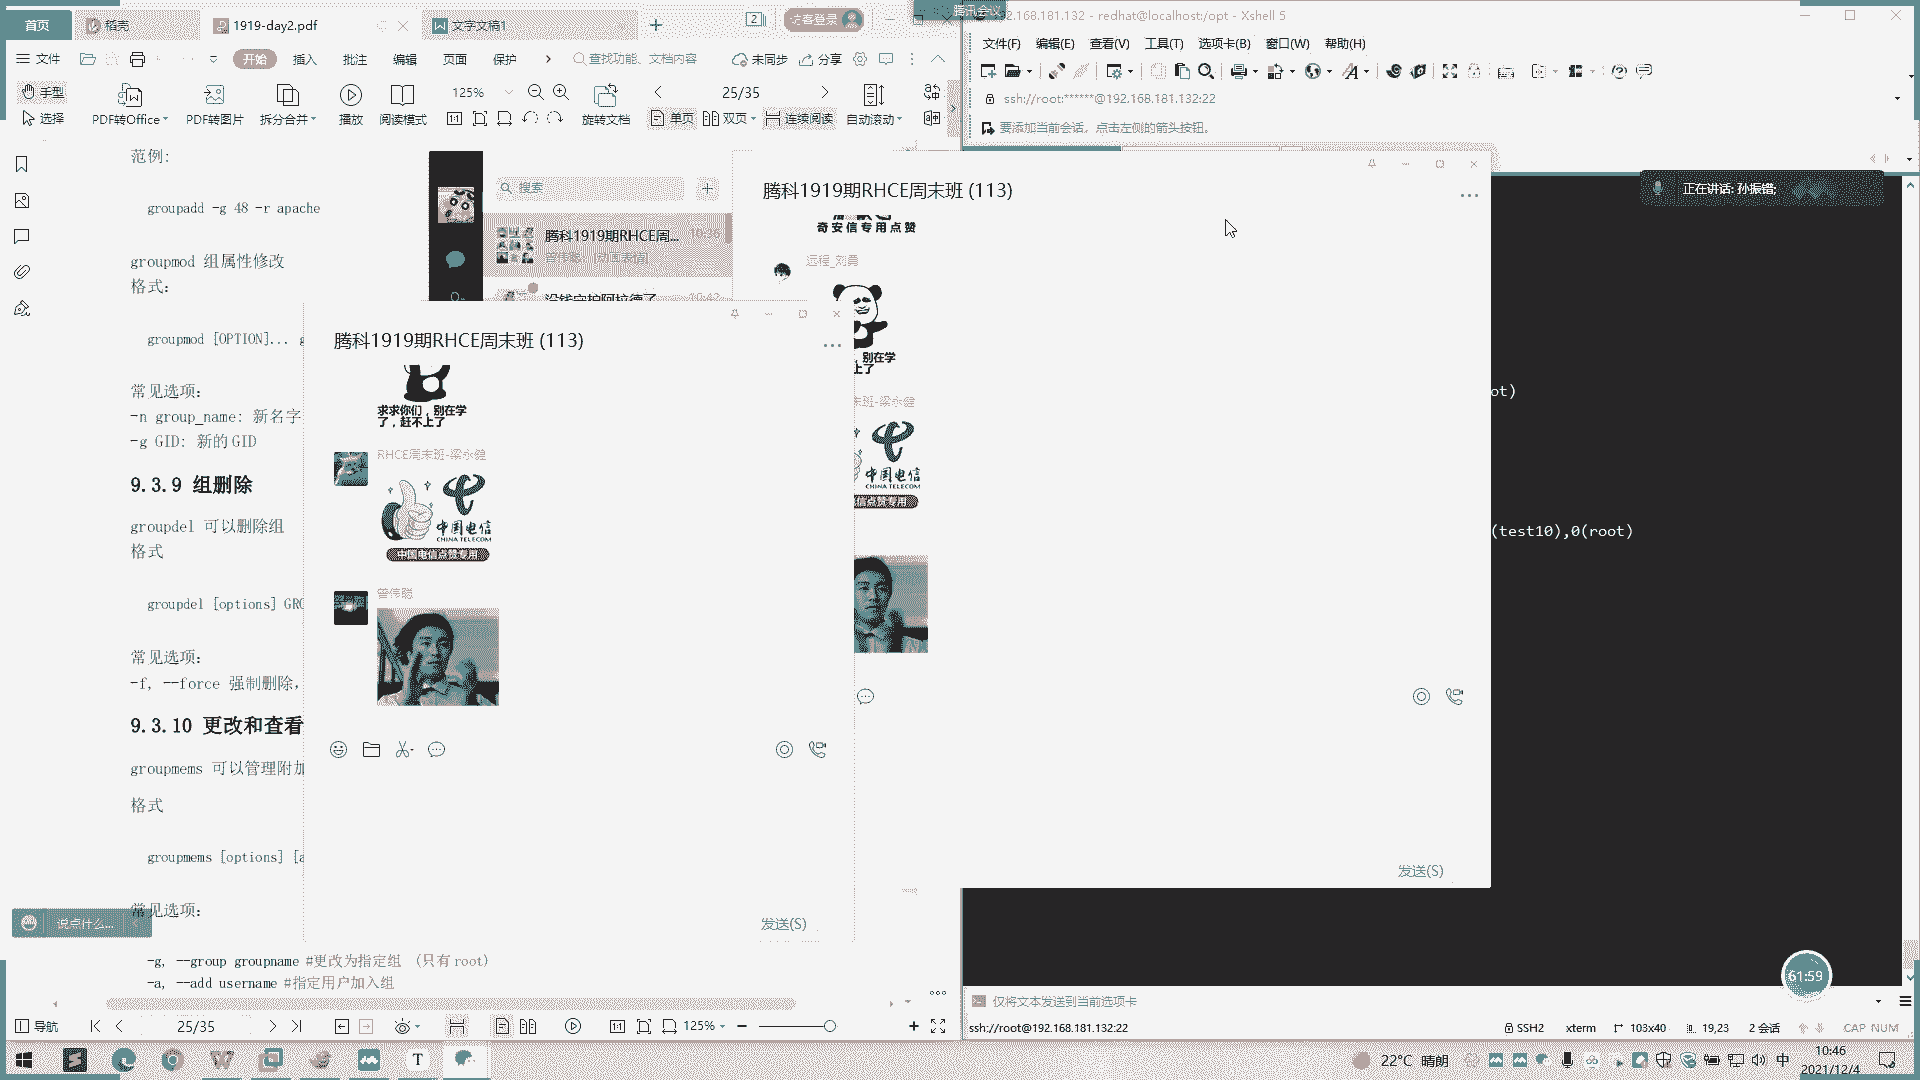 首页
稻壳
1919-day2.pdf
文字文稿1
访客登录
腾讯会议
文件
开始
插入
批注
编辑
页面
保护
查找功能、文档内容
未同步
分享
手型
选择
PDF转Office
PDF转图片
拆分合并
播放
阅读模式
125%
25/35
旋转文档
单页
双页
连续阅读
自动滚动
范例:
groupadd -g 48 -r apache
groupmod 组属性修改
格式:
groupmod [OPTION]... g
常见选项:
-n group_name: 新名字
-g GID: 新的GID
9.3.9 组删除
groupdel 可以删除组
格式
groupdel [options] GRO
常见选项:
-f, --force 强制删除,
9.3.10 更改和查看
groupmems 可以管理附加
格式
groupmems [options] [a
常见选项:
说点什么...
-g, --group groupname #更改为指定组 (只有root)
-a, --add username #指定用户加入组
导航
25/35
125%
搜索
腾科1919期RHCE周...
10:36
曾伟聪: [动画表情]
10:42
腾科1919期RHCE周末班 (113)
求求你们,别在学
了,赶不上了
RHCE周末班-梁永健
中国电信
CHINA TELECOM
中国电信点赞专用
曾伟聪
发送(S)
腾科1919期RHCE周末班 (113)
奇安信专用点赞
远程_刘勇
别在学
上了
末班-梁永健
中国电信
CHINA TELECOM
信点赞专用
发送(S)
192.168.181.132 - redhat@localhost:/opt - Xshell 5
文件(F)
编辑(E)
查看(V)
工具(T)
选项卡(B)
窗口(W)
帮助(H)
ssh://root:******@192.168.181.132:22
要添加当前会话，点击左侧的箭头按钮。
正在讲话: 孙振锴;
ot)
(test10),0(root)
61:59
仅将文本发送到当前选项卡
ssh://root@192.168.181.132:22
SSH2
xterm
103x40
19,23
2 会话
CAP NUM
22°C 晴朗
中
10:46
2021/12/4